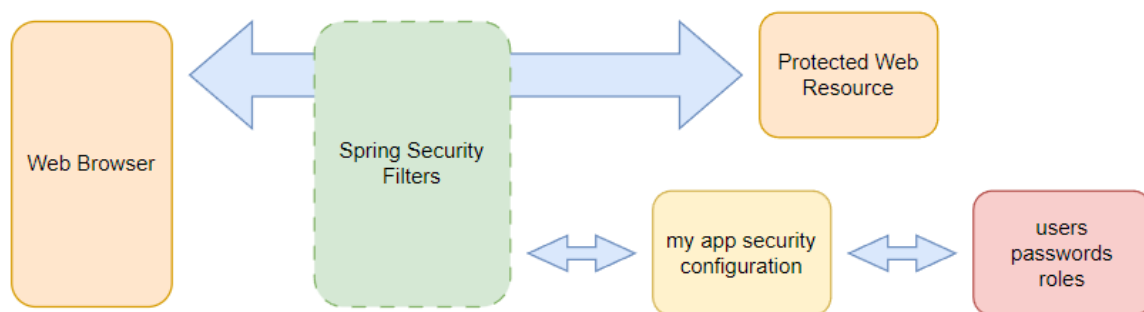 Web Browser
Spring Security
Filters
Protected Web
Resource
my app security
configuration
users
passwords
roles